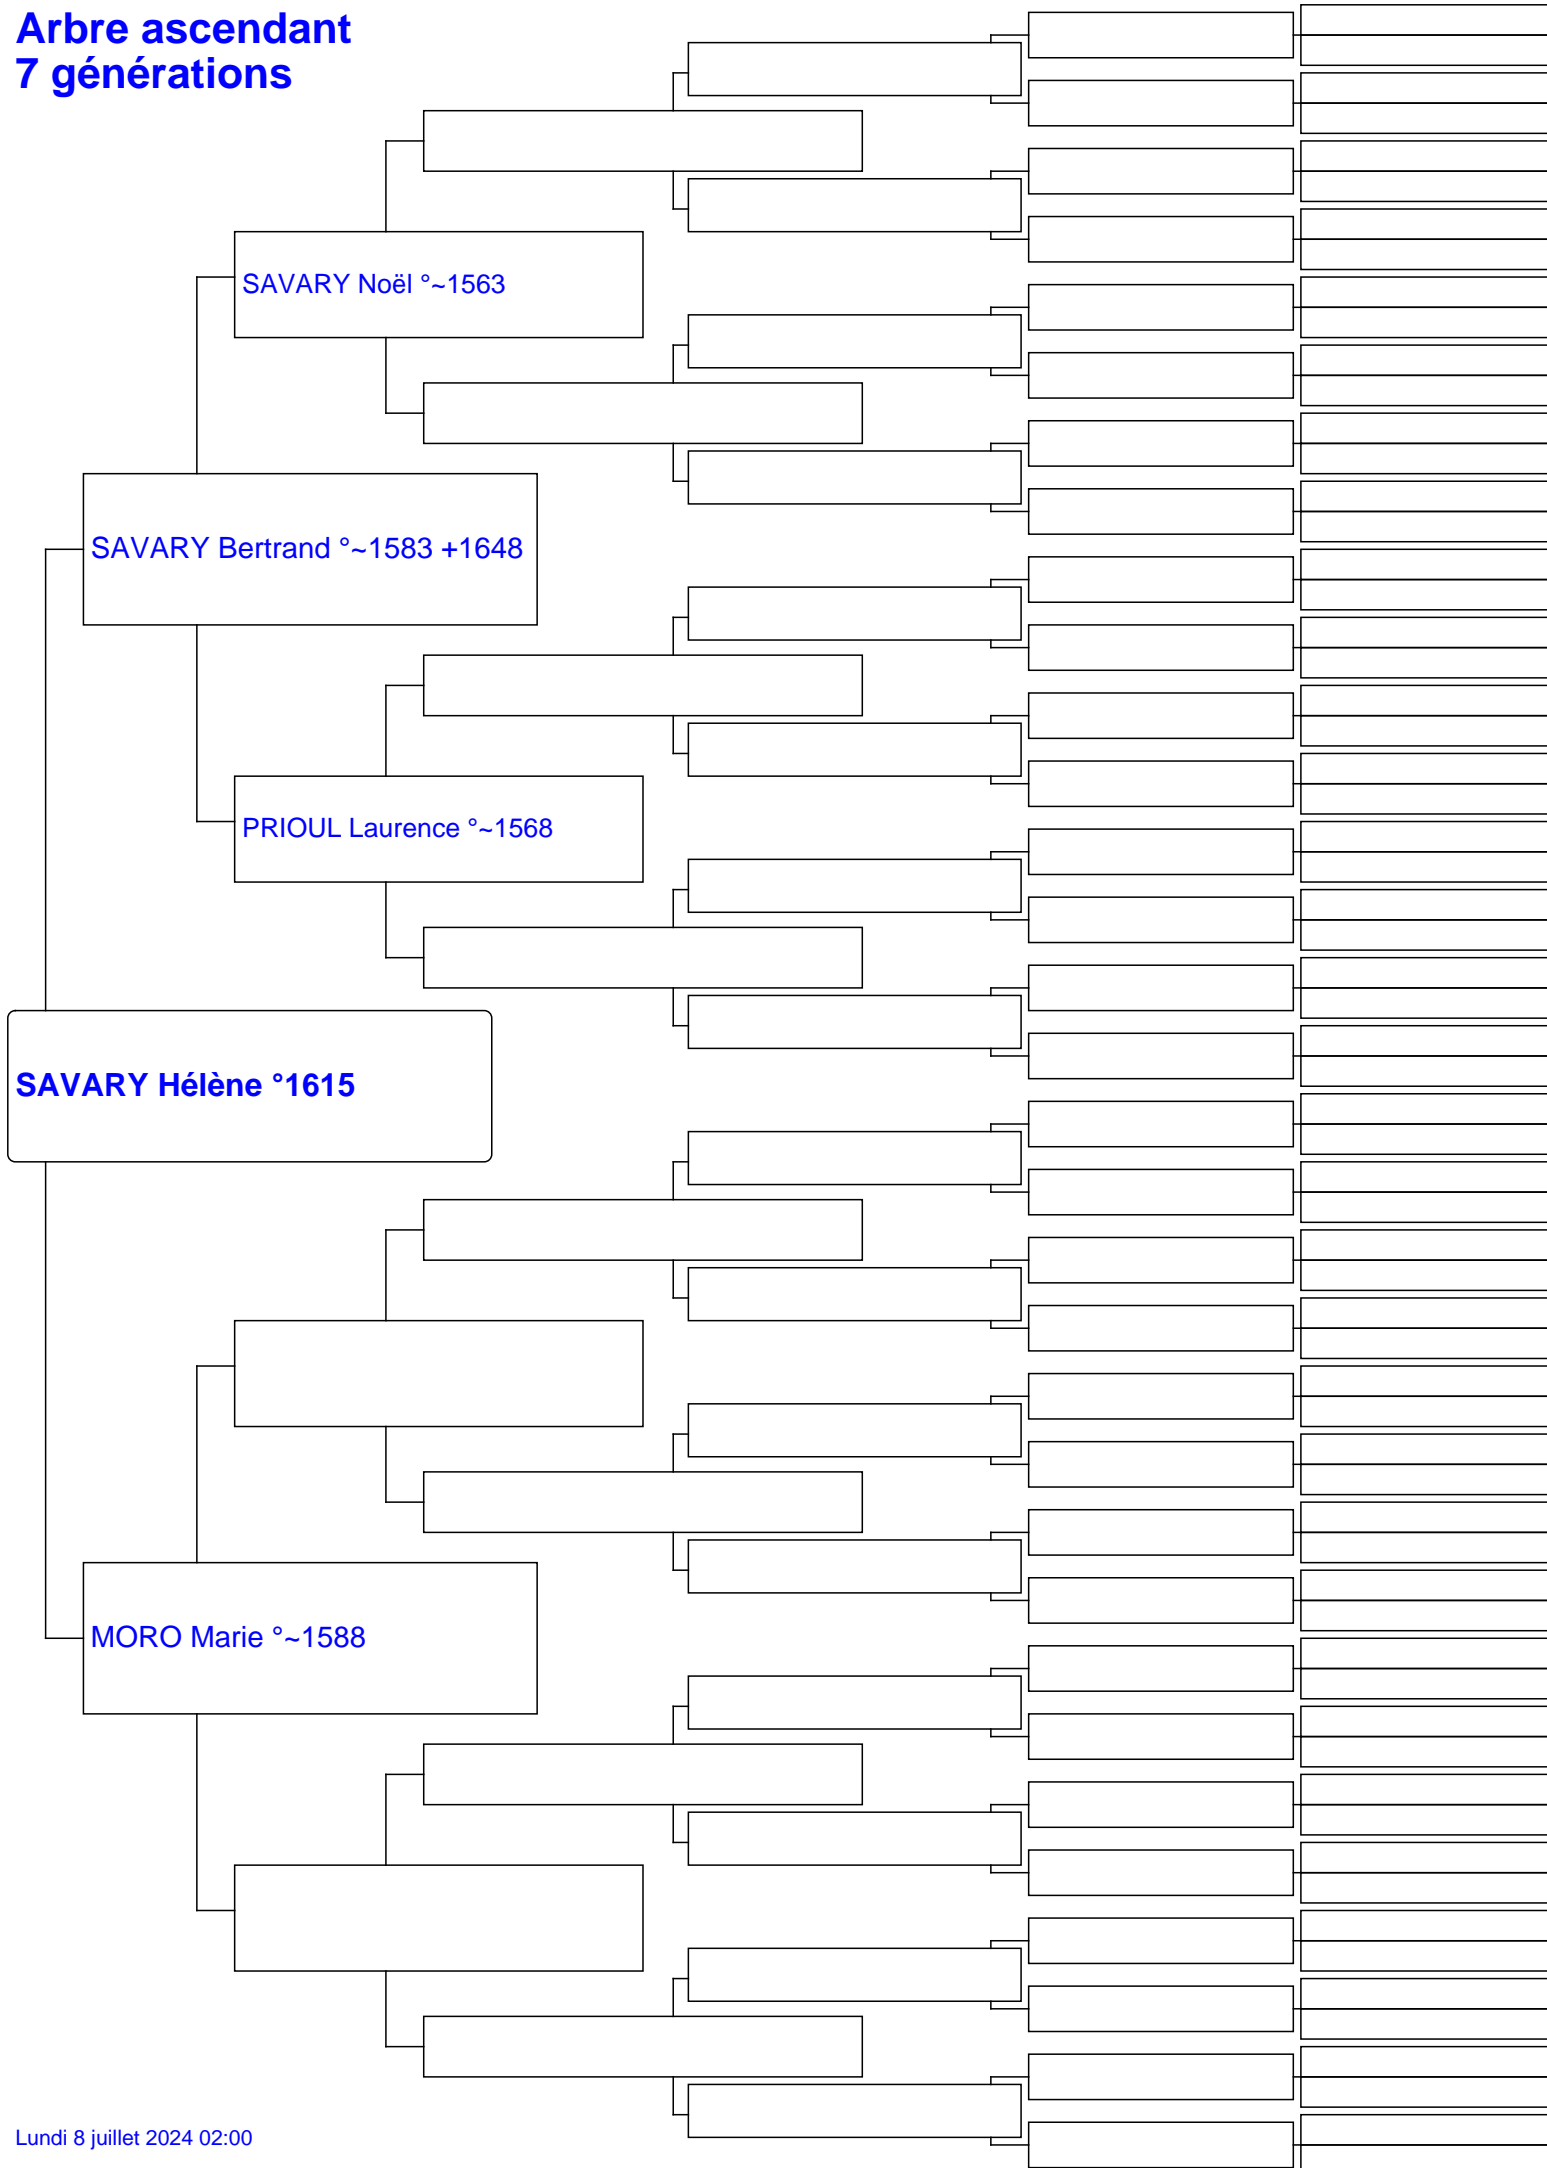 Arbre ascendant
7 générations
SAVARY Noël °~1563
SAVARY Bertrand °~1583 +1648
PRIOUL Laurence °~1568
SAVARY Hélène °1615
MORO Marie °~1588
Lundi 8 juillet 2024 02:00